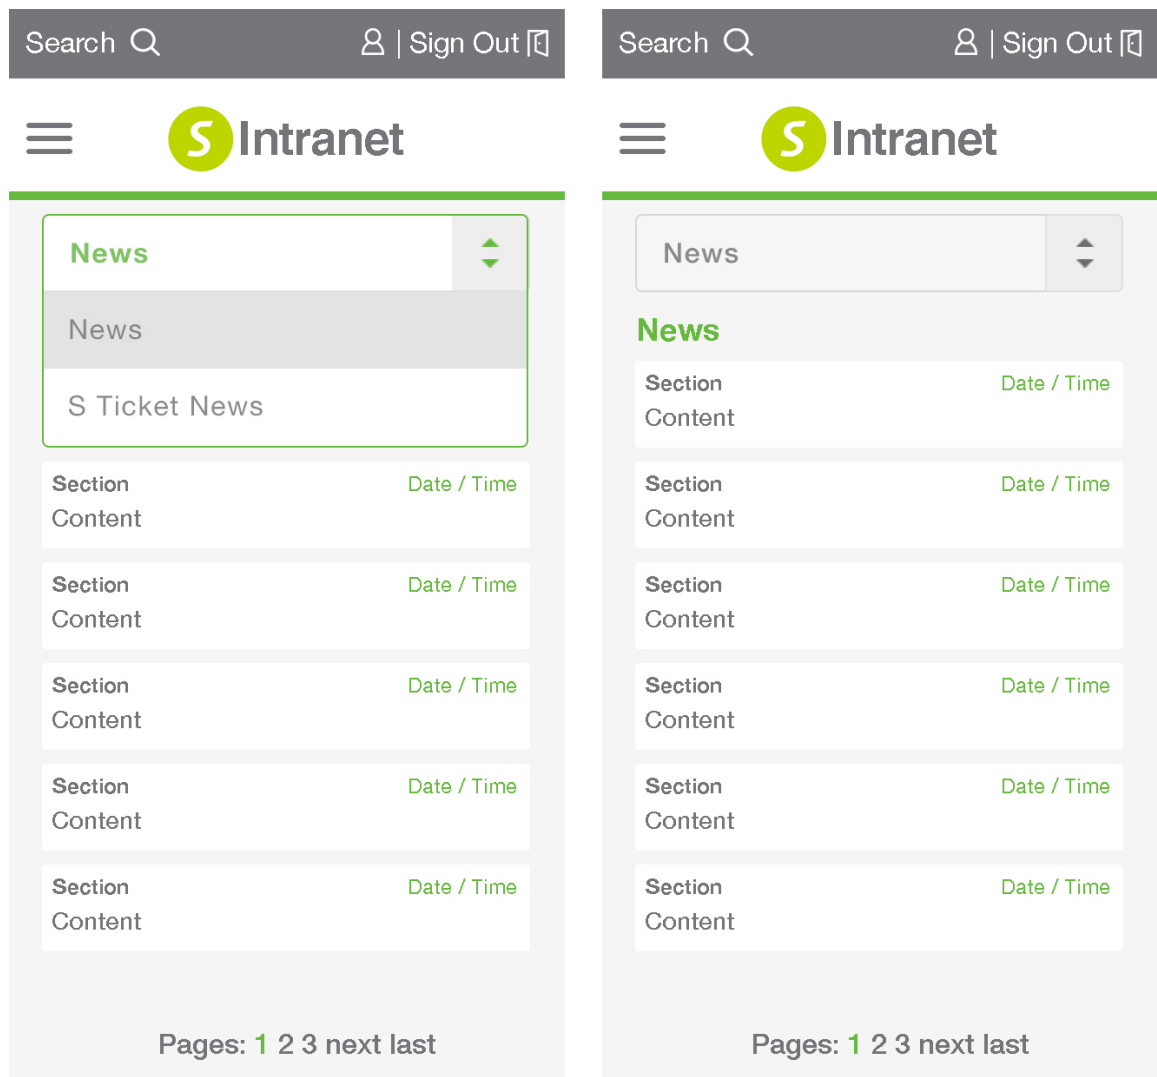 Search | Sign Out
S Intranet
News
News
S Ticket News
Section Date / Time
Content
Section Date / Time
Content
Section Date / Time
Content
Section Date / Time
Content
Section Date / Time
Content
Pages: 1 2 3 next last
Search | Sign Out
S Intranet
News
News
Section Date / Time
Content
Section Date / Time
Content
Section Date / Time
Content
Section Date / Time
Content
Section Date / Time
Content
Section Date / Time
Content
Pages: 1 2 3 next last